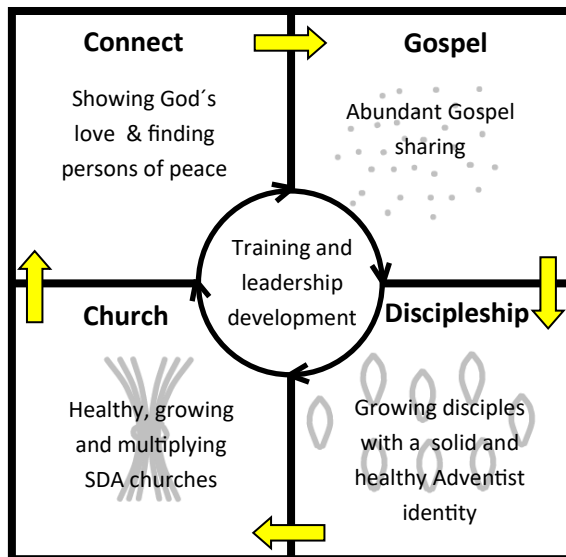 Connect
Showing God´s
love & finding
persons of peace
Gospel
Abundant Gospel
sharing
Training and
leadership
development
Church
Healthy, growing
and multiplying
SDA churches
Discipleship
Growing disciples
with a solid and
healthy Adventist
identity